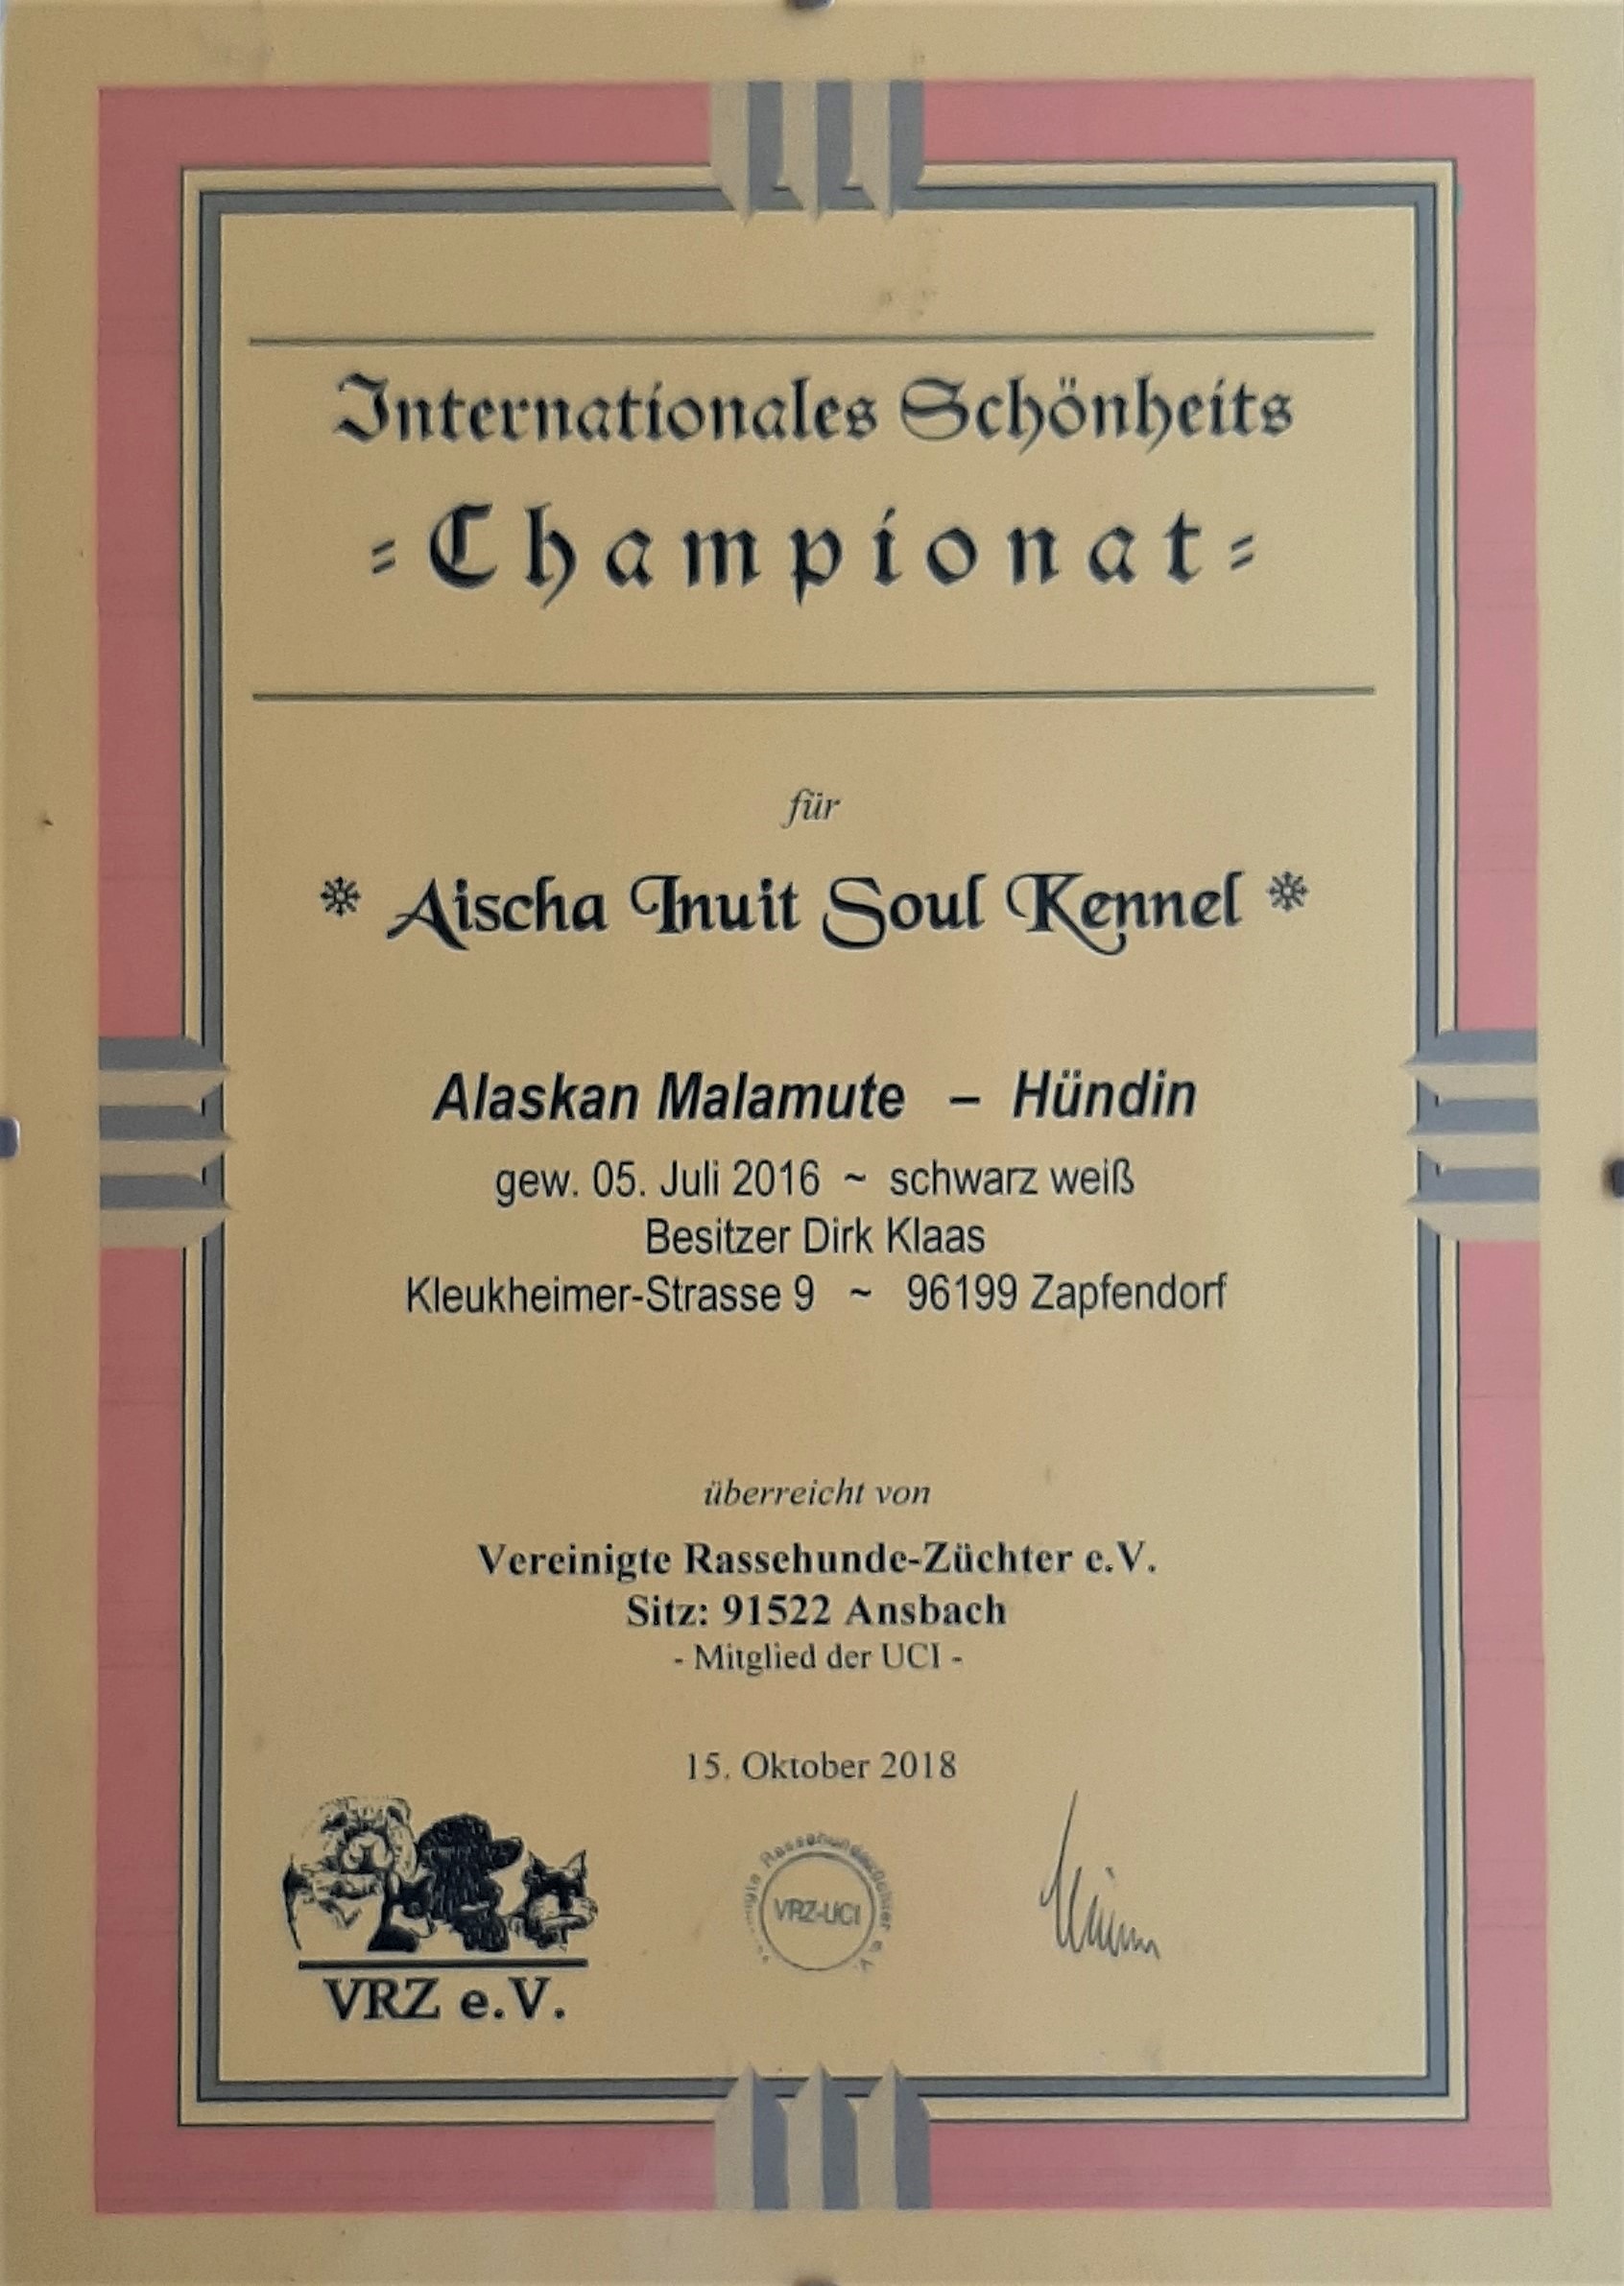 Internationales Schönheits
-Championat-
für
* Aischa Inuit Soul Kennel *
Alaskan Malamute – Hündin
gew. 05. Juli 2016 ~ schwarz weiß
Besitzer Dirk Klaas
Kleukheimer-Strasse 9 ~ 96199 Zapfendorf
überreicht von
Vereinigte Rassehunde-Züchter e.V.
Sitz: 91522 Ansbach
- Mitglied der UCI -
15. Oktober 2018
Rassehundezüchter e.V.
VRZ-UCI
VRZ e.V.